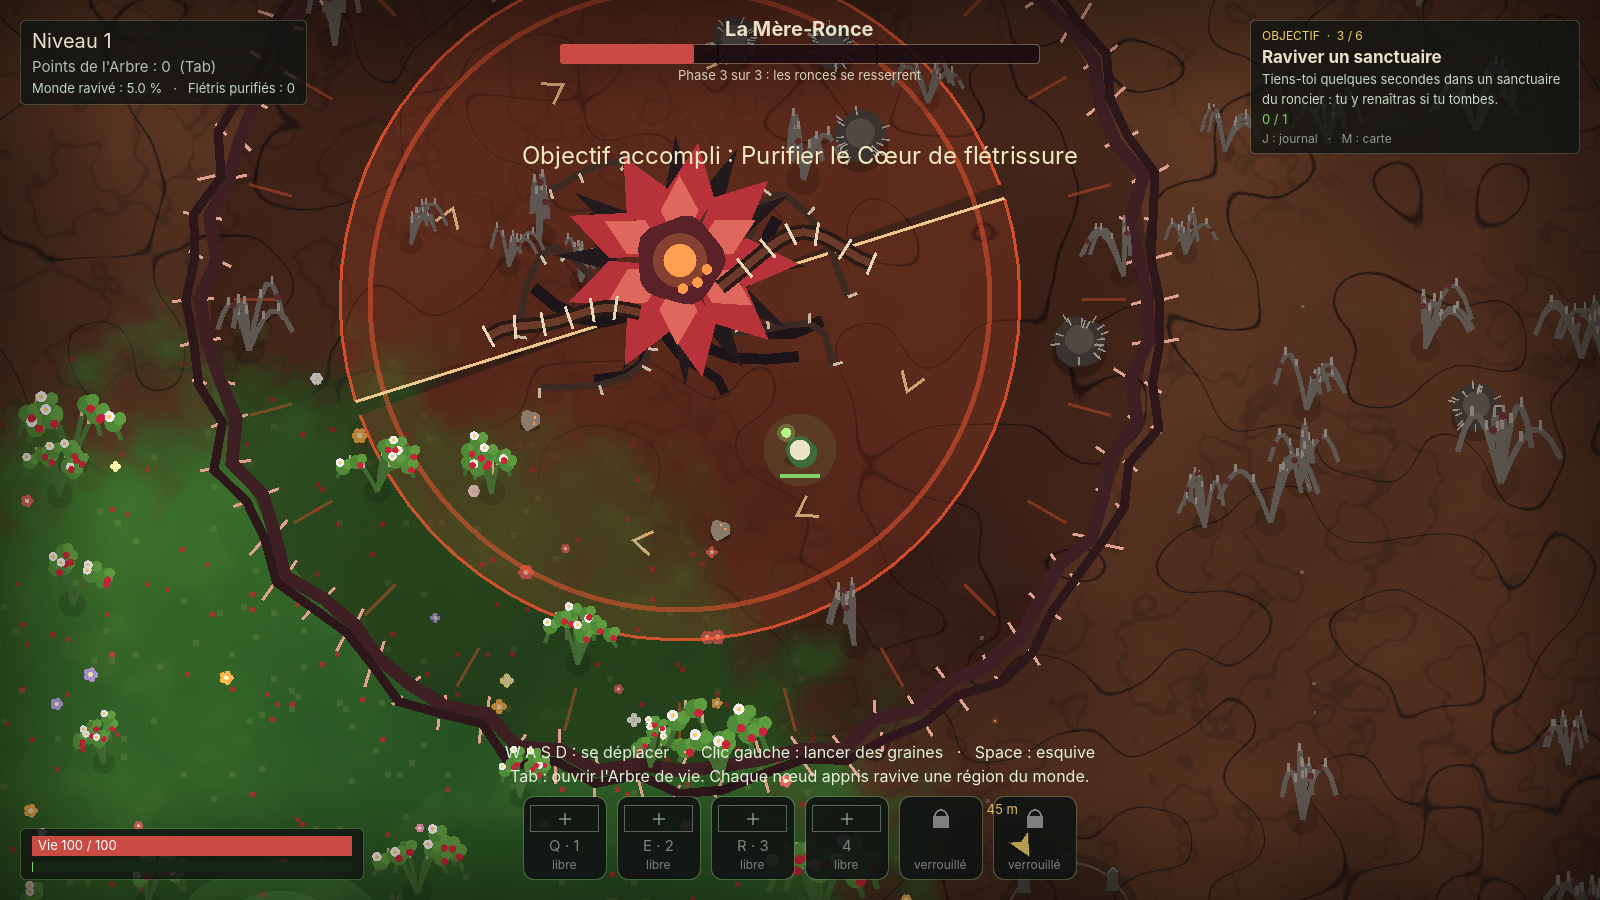 Niveau 1
Points de l'Arbre : 0 (Tab)
Monde ravivé : 5.0 % · Flétris purifiés : 0
La Mère-Ronce
Phase 3 sur 3 : les ronces se resserrent
OBJECTIF · 3 / 6
Raviver un sanctuaire
Tiens-toi quelques secondes dans un sanctuaire
du roncier : tu y renaîtras si tu tombes.
0 / 1
J : journal · M : carte
Objectif accompli : Purifier le Cœur de flétrissure
W A S D : se déplacer · Clic gauche : lancer des graines · Space : esquive
Tab : ouvrir l'Arbre de vie. Chaque nœud appris ravive une région du monde.
45 m
Q · 1
libre
E · 2
libre
R · 3
libre
4
libre
verrouillé
verrouillé
Vie 100 / 100